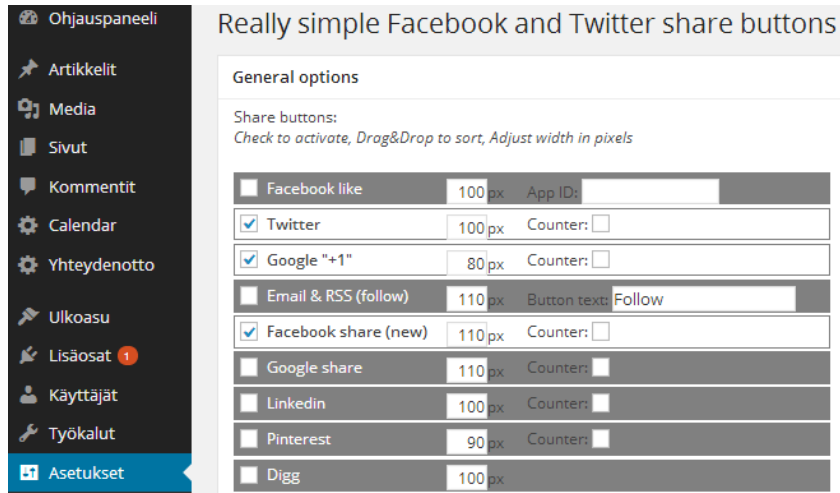 Ohjauspaneeli
Artikkelit
Media
Sivut
Kommentit
Calendar
Yhteydenotto
Ulkoasu
Lisäosat 1
Käyttäjät
Työkalut
Asetukset
Really simple Facebook and Twitter share buttons
General options
Share buttons:
Check to activate, Drag&Drop to sort, Adjust width in pixels
Facebook like 100 px App ID:
Twitter 100 px Counter:
Google "+1" 80 px Counter:
Email & RSS (follow) 110 px Button text: Follow
Facebook share (new) 110 px Counter:
Google share 110 px Counter:
Linkedin 100 px Counter:
Pinterest 90 px Counter:
Digg 100 px